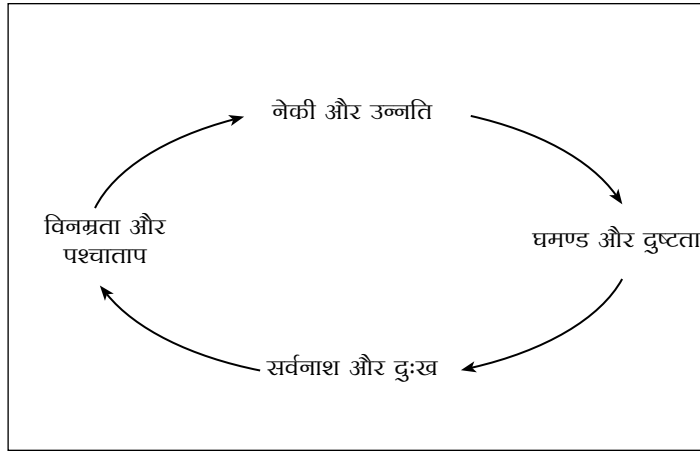 नेकी और उन्नति
विनम्रता और
पश्चाताप
घमण्ड और दुष्टता
सर्वनाश और दुःख